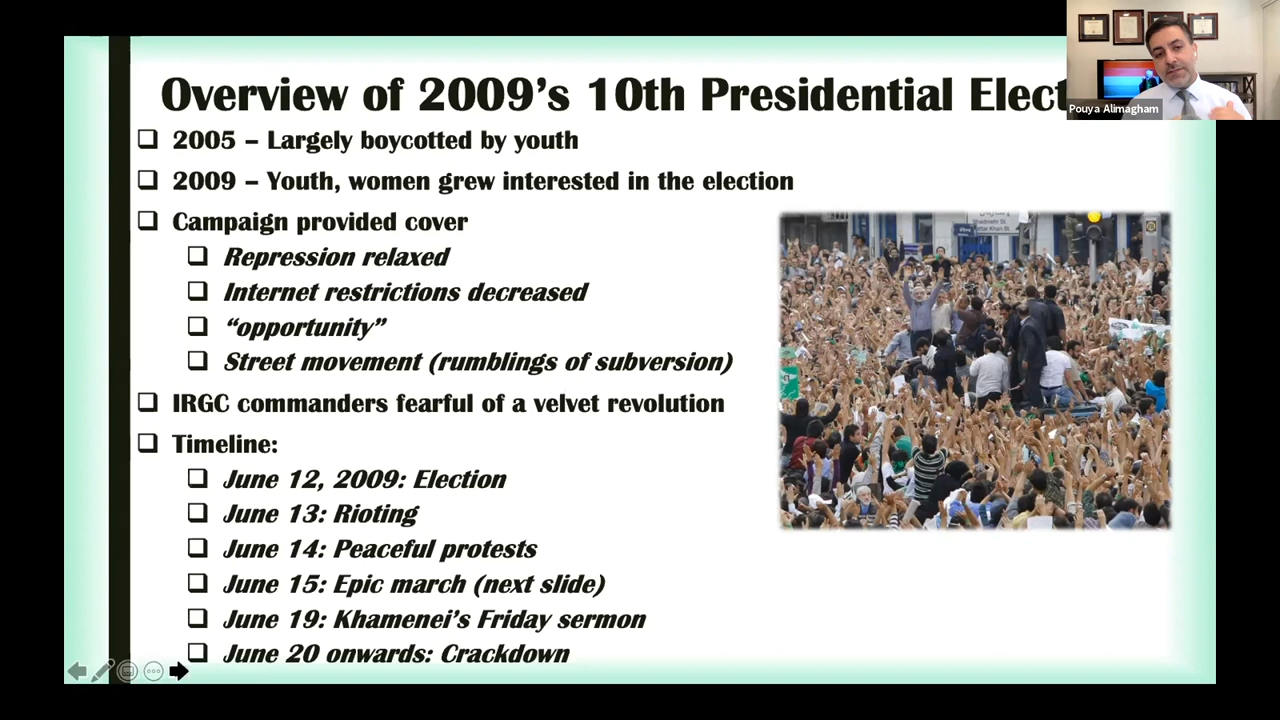 Overview of 2009's 10th Presidential Elect
2005 – Largely boycotted by youth
2009 – Youth, women grew interested in the election
Campaign provided cover
Repression relaxed
Internet restrictions decreased
“opportunity”
Street movement (rumblings of subversion)
IRGC commanders fearful of a velvet revolution
Timeline:
June 12, 2009: Election
June 13: Rioting
June 14: Peaceful protests
June 15: Epic march (next slide)
June 19: Khamenei's Friday sermon
June 20 onwards: Crackdown
Pouya Alimagham